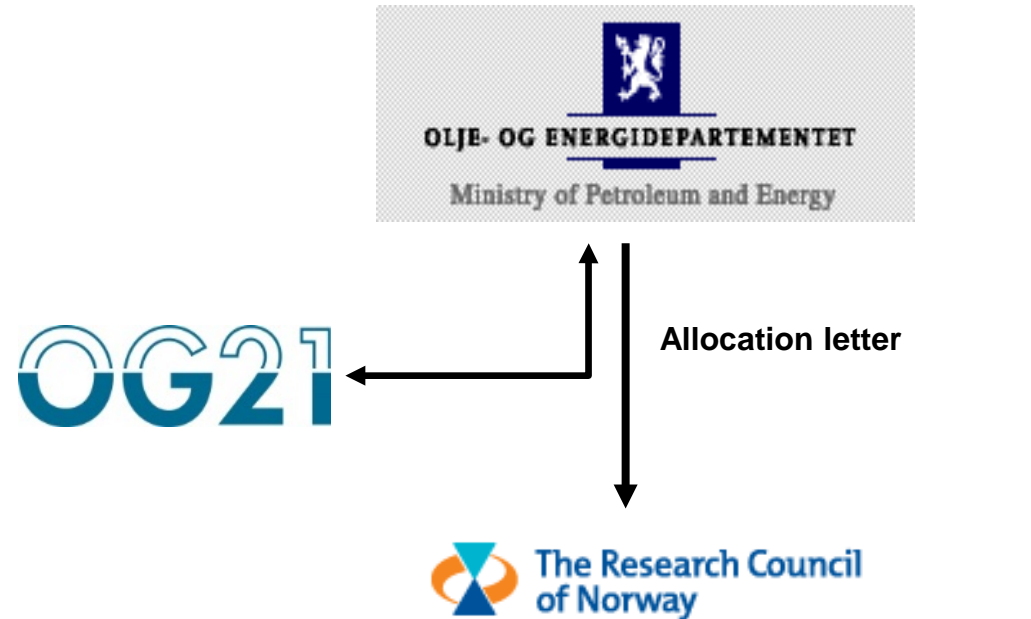 OLJE- OG ENERGIDEPARTEMENTET
Ministry of Petroleum and Energy
OG21
Allocation letter
The Research Council
of Norway